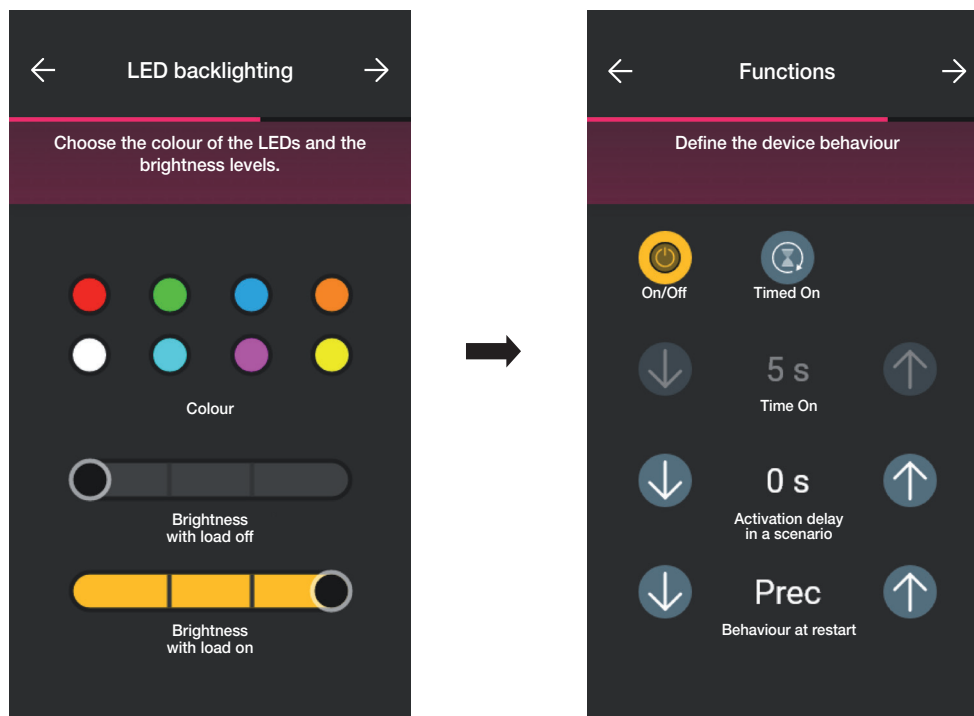 LED backlighting
Choose the colour of the LEDs and the
brightness levels.
Colour
Brightness
with load off
Brightness
with load on
Functions
Define the device behaviour
On/Off
Timed On
5 s
Time On
0 s
Activation delay
in a scenario
Prec
Behaviour at restart